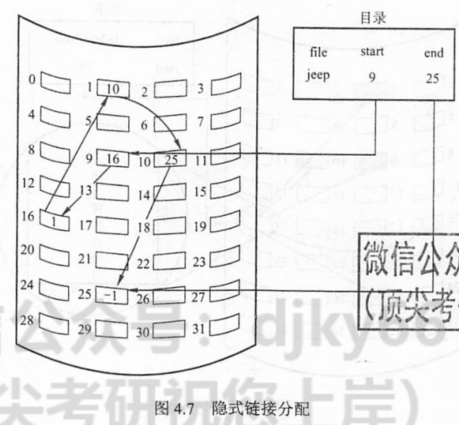 目录
file start end
jeep 9 25
0 1 10 2 3
4 5 6 7
8 9 16 10 25 11
12 13 14 15
16 1 17 18 19
20 21 22 23
24 25 -1 26 27
28 29 30 31
微信公众
(顶尖考
信公众号: djky66
尖考研祝您上岸)
图 4.7 隐式链接分配